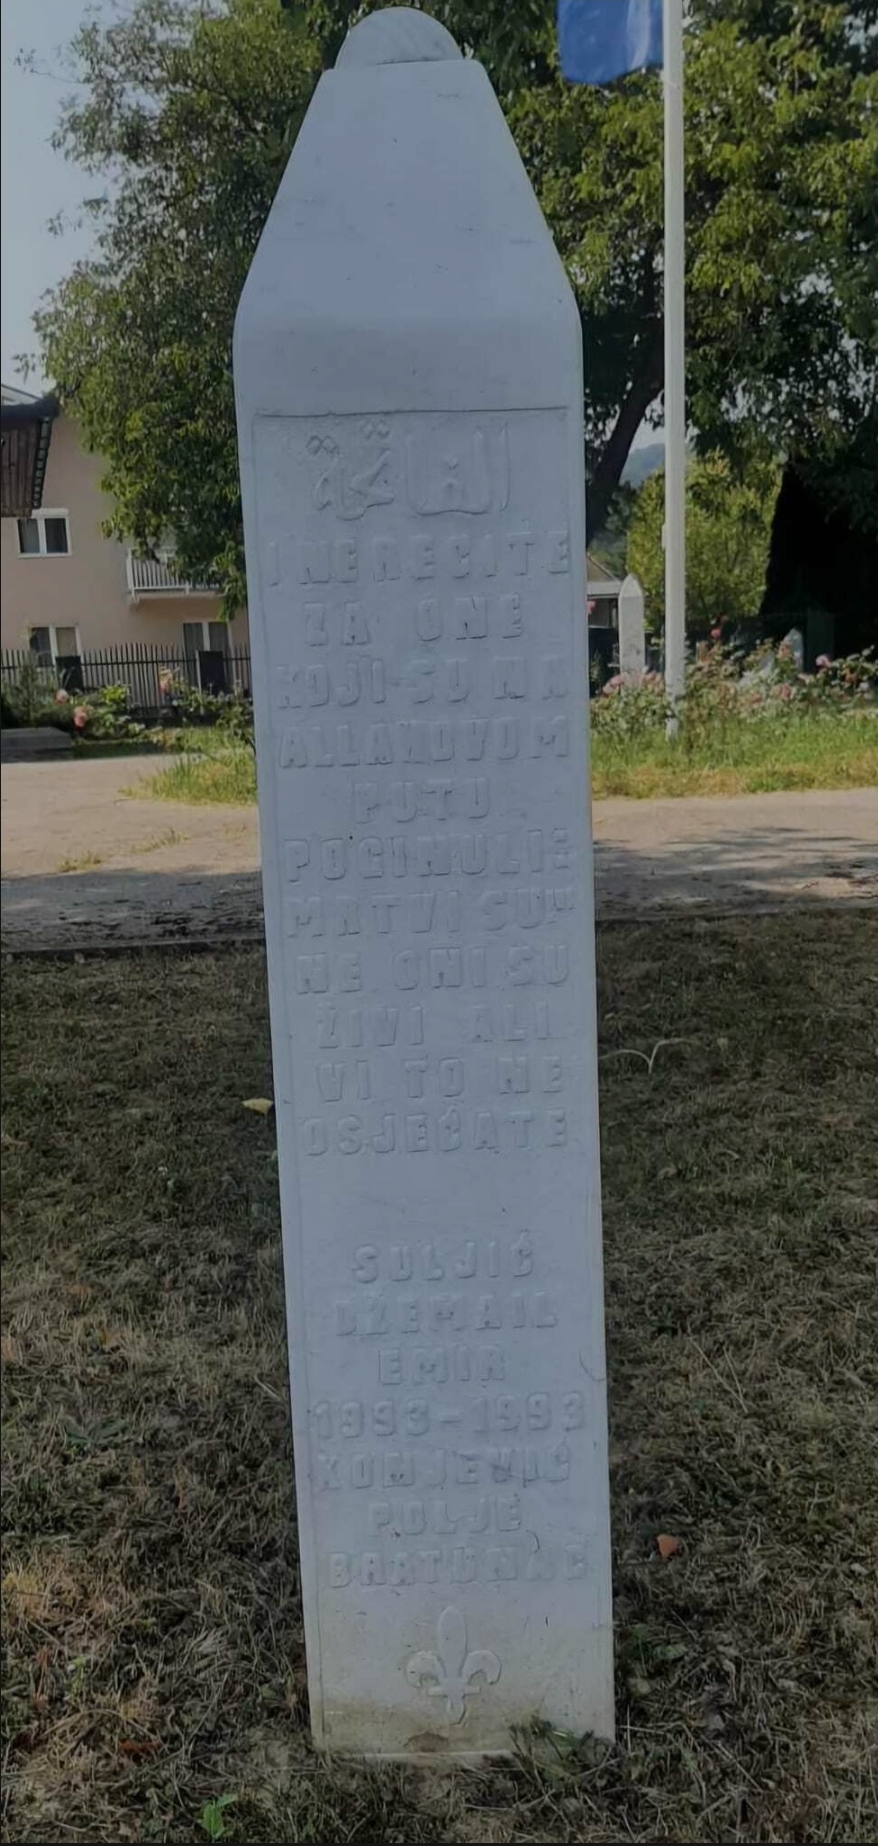 الفاتحة
I NE RECITE
ZA ONE
KOJI SU NA
ALLAHOVOM
PUTU
POGINULI:
MRTVI SU"
NE ONI SU
ŽIVI ALI
VI TO NE
OSJEĆATE
SULJIĆ
DŽEMAIL
EMIR
1993-1993
KONJEVIĆ
POLJE
BRATUNAC